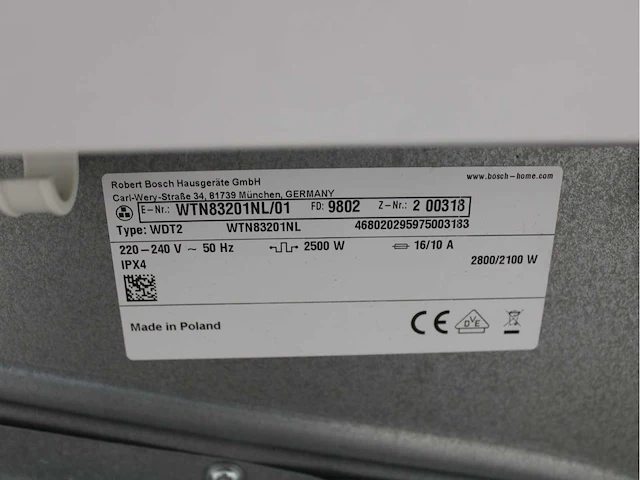 Robert Bosch Hausgeräte GmbH www.bosch-home.com
Carl-Wery-Straße 34, 81739 München, GERMANY
E-Nr.: WTN83201NL/01 FD: 9802 Z-Nr.: 2 00318
Type: WDT2 WTN83201NL 468020295975003183
220-240 V ~ 50 Hz 2500 W 16/10 A
IPX4 2800/2100 W
Made in Poland CE DVE